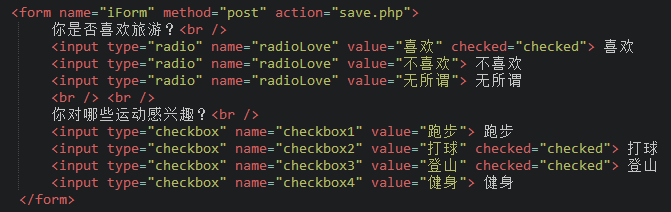 <form name="iForm" method="post" action="save.php">
你是否喜欢旅游？<br />
<input type="radio" name="radioLove" value="喜欢" checked="checked"> 喜欢
<input type="radio" name="radioLove" value="不喜欢"> 不喜欢
<input type="radio" name="radioLove" value="无所谓"> 无所谓
<br /> <br />
你对哪些运动感兴趣？<br />
<input type="checkbox" name="checkbox1" value="跑步"> 跑步
<input type="checkbox" name="checkbox2" value="打球" checked="checked"> 打球
<input type="checkbox" name="checkbox3" value="登山" checked="checked"> 登山
<input type="checkbox" name="checkbox4" value="健身"> 健身
</form>